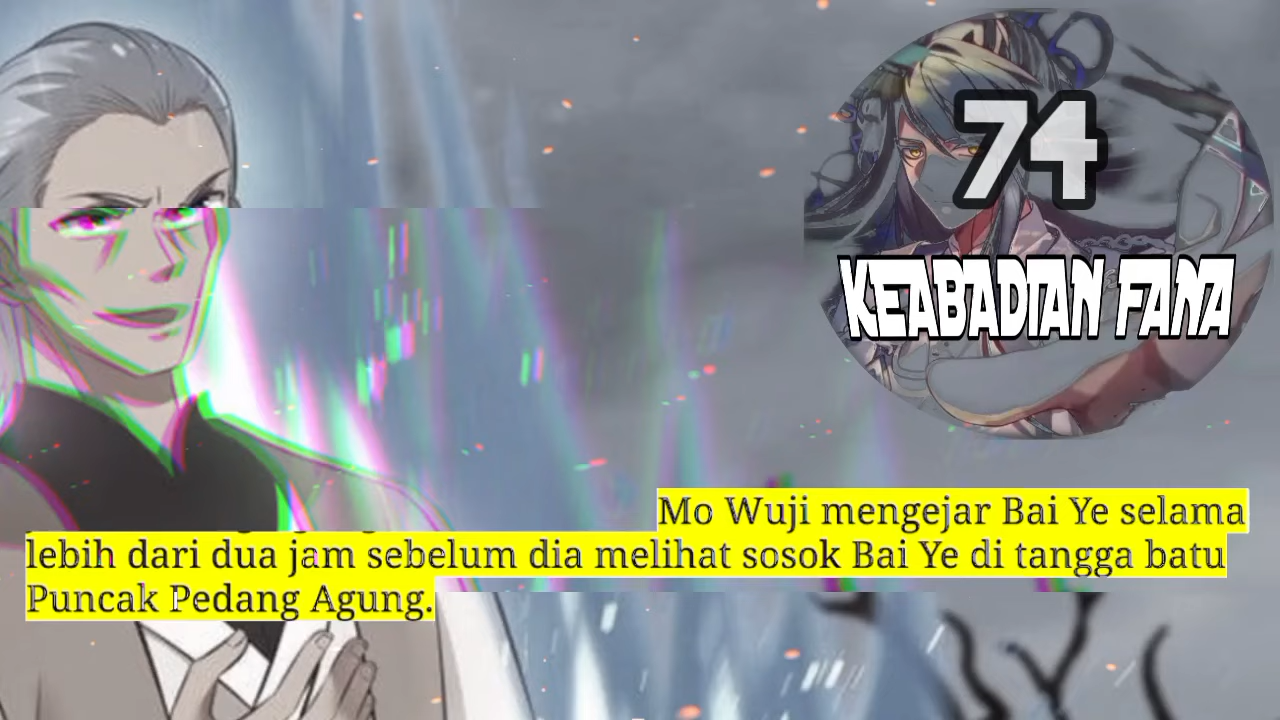 74
KEABADIAN FANA
Mo Wuji mengejar Bai Ye selama
lebih dari dua jam sebelum dia melihat sosok Bai Ye di tangga batu
Puncak Pedang Agung.